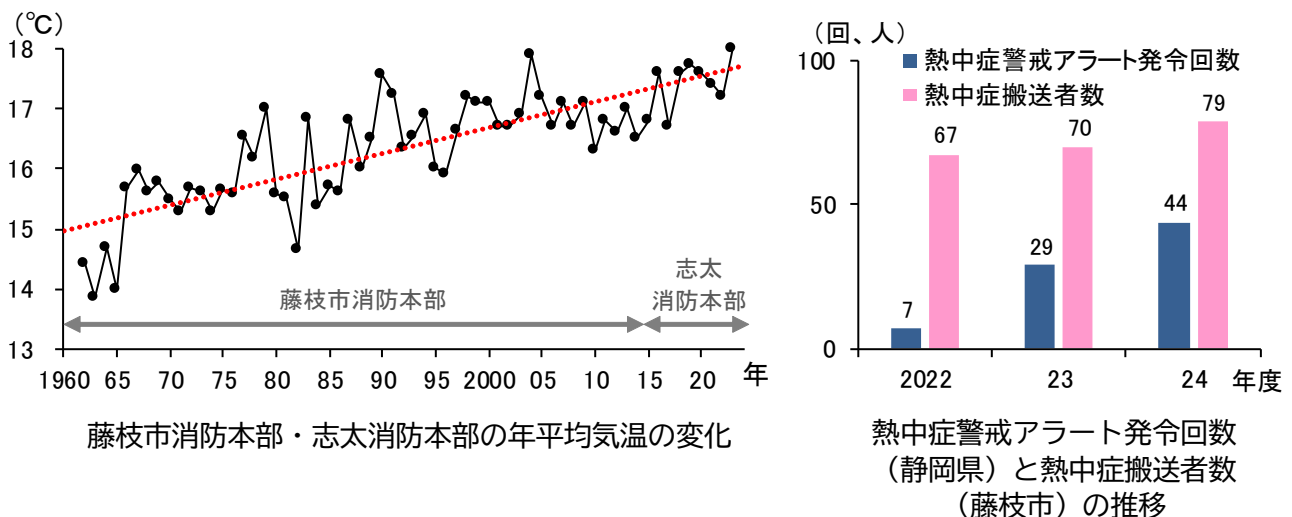 (℃)
18
17
16
15
14
13
藤枝市消防本部
志太
消防本部
1960 65 70 75 80 85 90 95 2000 05 10 15 20 年
藤枝市消防本部・志太消防本部の年平均気温の変化
（回、人）
熱中症警戒アラート発令回数
熱中症搬送者数
100
50
0
7
67
29
70
44
79
2022 23 24 年度
熱中症警戒アラート発令回数
（静岡県）と熱中症搬送者数
（藤枝市）の推移